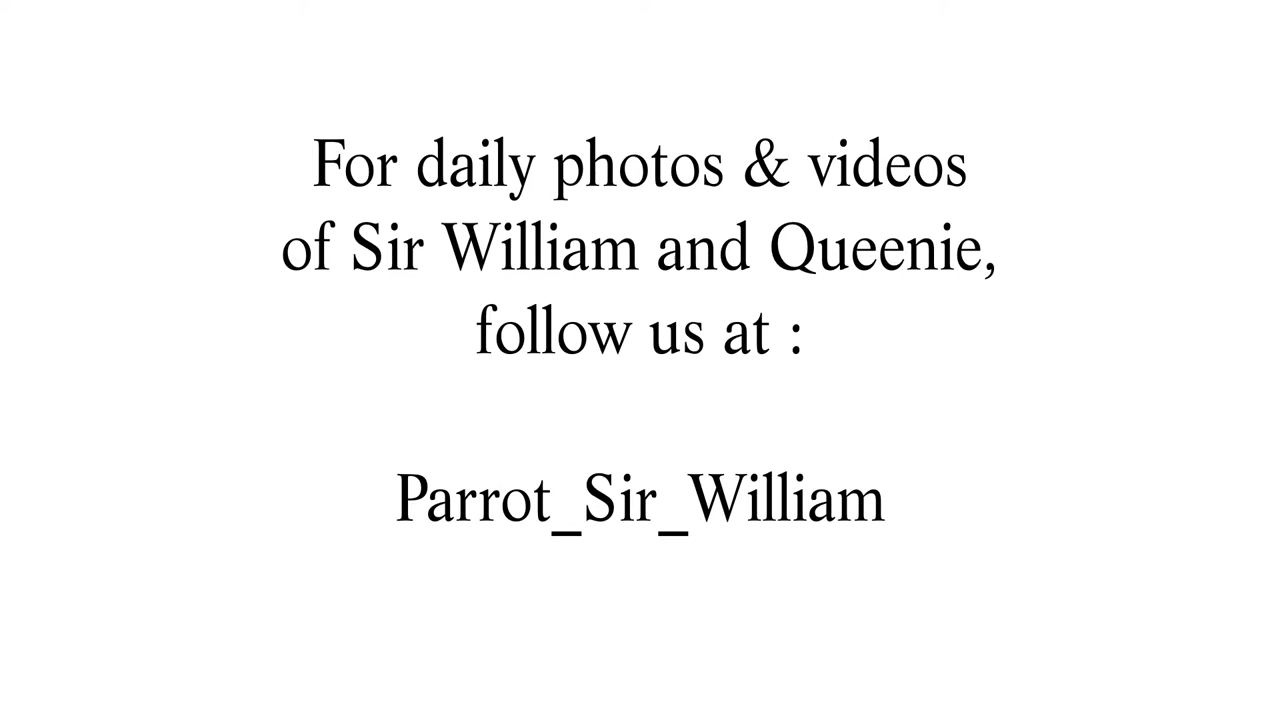 For daily photos & videos
of Sir William and Queenie,
follow us at :
Parrot_Sir_William